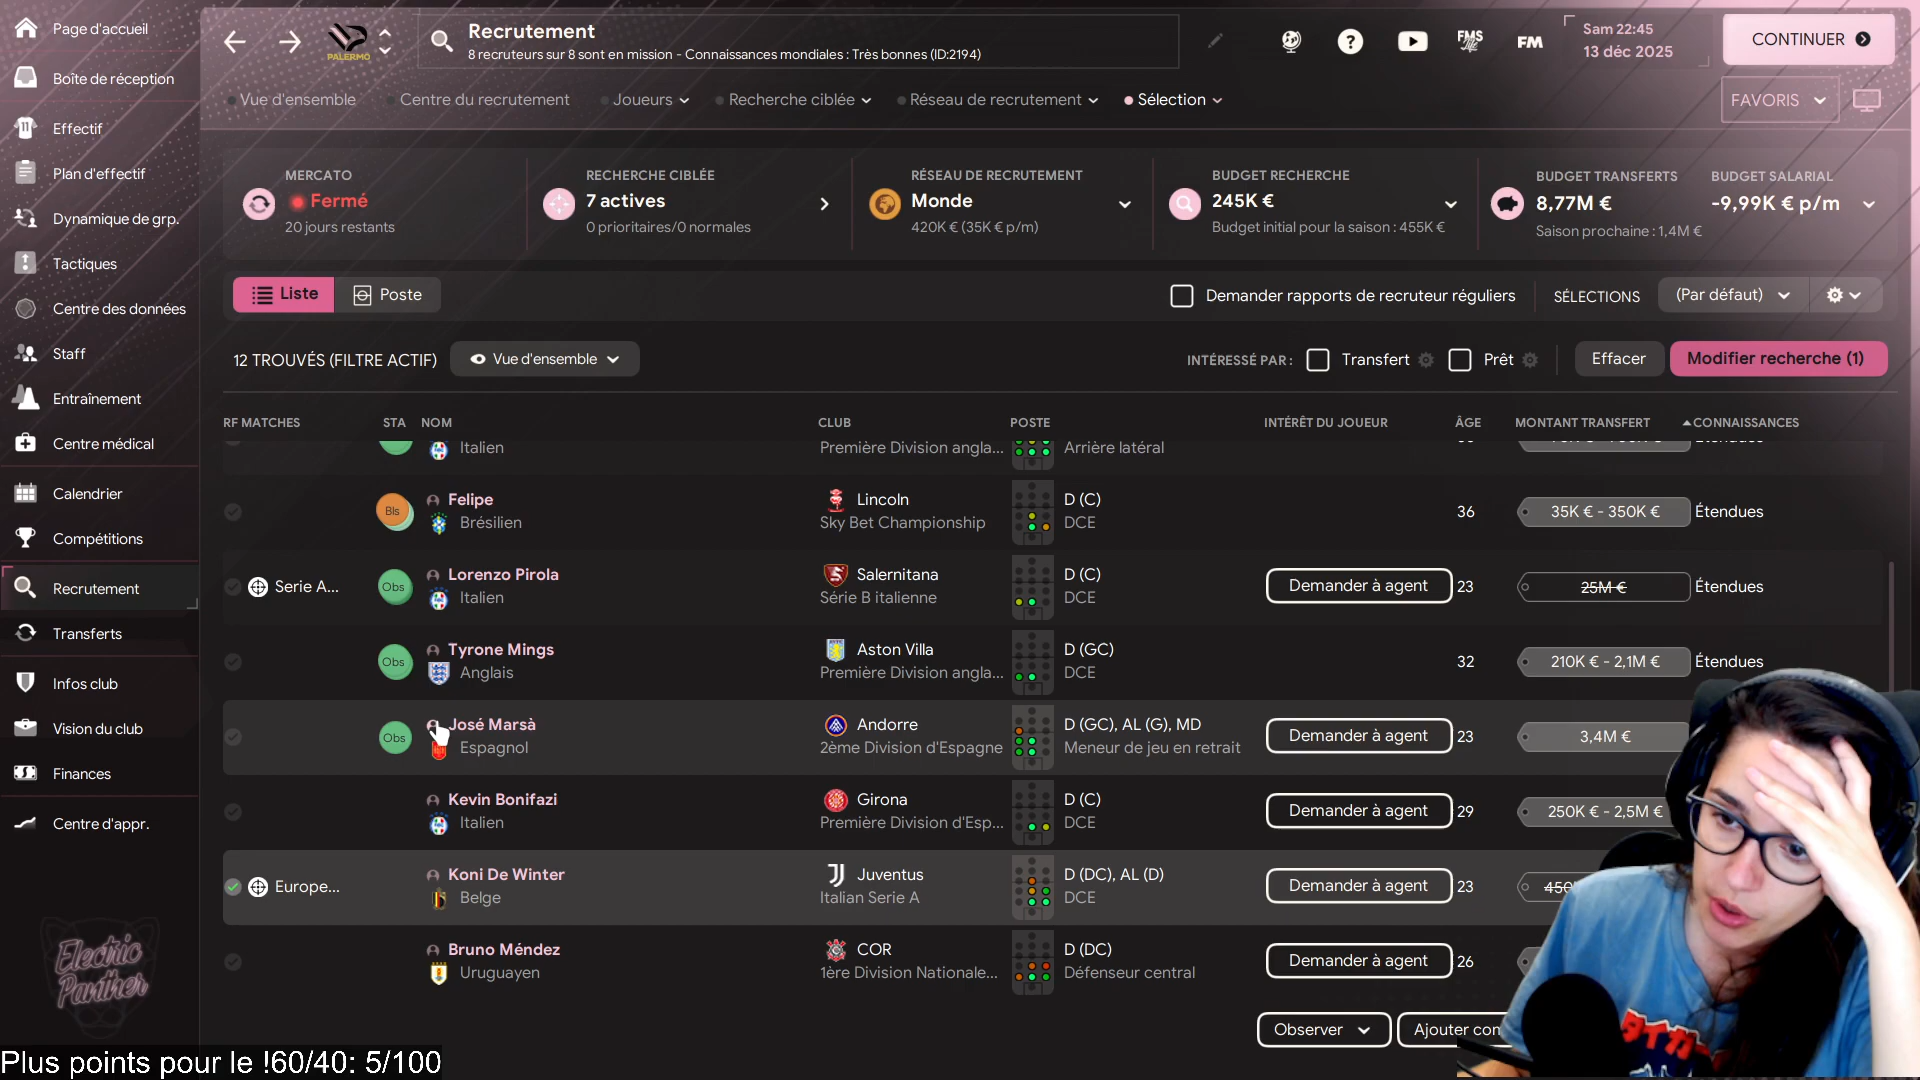 Page d'accueil
Boîte de réception
Effectif
Plan d'effectif
Dynamique de grp.
Tactiques
Centre des données
Staff
Entraînement
Centre médical
Calendrier
Compétitions
Recrutement
Transferts
Infos club
Vision du club
Finances
Centre d'appr.
Electric Panther
PALERMO
Recrutement
8 recruteurs sur 8 sont en mission - Connaissances mondiales : Très bonnes (ID:2194)
FMS life
FM
Sam 22:45
13 déc 2025
CONTINUER
Vue d'ensemble
Centre du recrutement
Joueurs
Recherche ciblée
Réseau de recrutement
Sélection
FAVORIS
MERCATO
Fermé
20 jours restants
RECHERCHE CIBLÉE
7 actives
0 prioritaires/0 normales
RÉSEAU DE RECRUTEMENT
Monde
420K € (35K € p/m)
BUDGET RECHERCHE
245K €
Budget initial pour la saison : 455K €
BUDGET TRANSFERTS
8,77M €
Saison prochaine : 1,4M €
BUDGET SALARIAL
-9,99K € p/m
Liste
Poste
Demander rapports de recruteur réguliers
SÉLECTIONS
(Par défaut)
12 TROUVÉS (FILTRE ACTIF)
Vue d'ensemble
INTÉRESSÉ PAR :
Transfert
Prêt
Effacer
Modifier recherche (1)
RF MATCHES STA NOM CLUB POSTE INTÉRÊT DU JOUEUR ÂGE MONTANT TRANSFERT CONNAISSANCES
Italien Première Division angla... Arrière latéral
Bls Felipe Lincoln D (C) 36 35K € - 350K € Étendues
Brésilien Sky Bet Championship DCE
Serie A... Obs Lorenzo Pirola Salernitana D (C) Demander à agent 23 25M € Étendues
Italien Série B italienne DCE
Obs Tyrone Mings Aston Villa D (GC) 32 210K € - 2,1M € Étendues
Anglais Première Division angla... DCE
Obs José Marsà Andorre D (GC), AL (G), MD Demander à agent 23 3,4M €
Espagnol 2ème Division d'Espagne Meneur de jeu en retrait
Kevin Bonifazi Girona D (C) Demander à agent 29 250K € - 2,5M €
Italien Première Division d'Esp... DCE
Europe... Koni De Winter Juventus D (DC), AL (D) Demander à agent 23 450
Belge Italian Serie A DCE
Bruno Méndez COR D (DC) Demander à agent 26
Uruguayen 1ère Division Nationale... Défenseur central
Observer
Ajouter com
Plus points pour le !60/40: 5/100